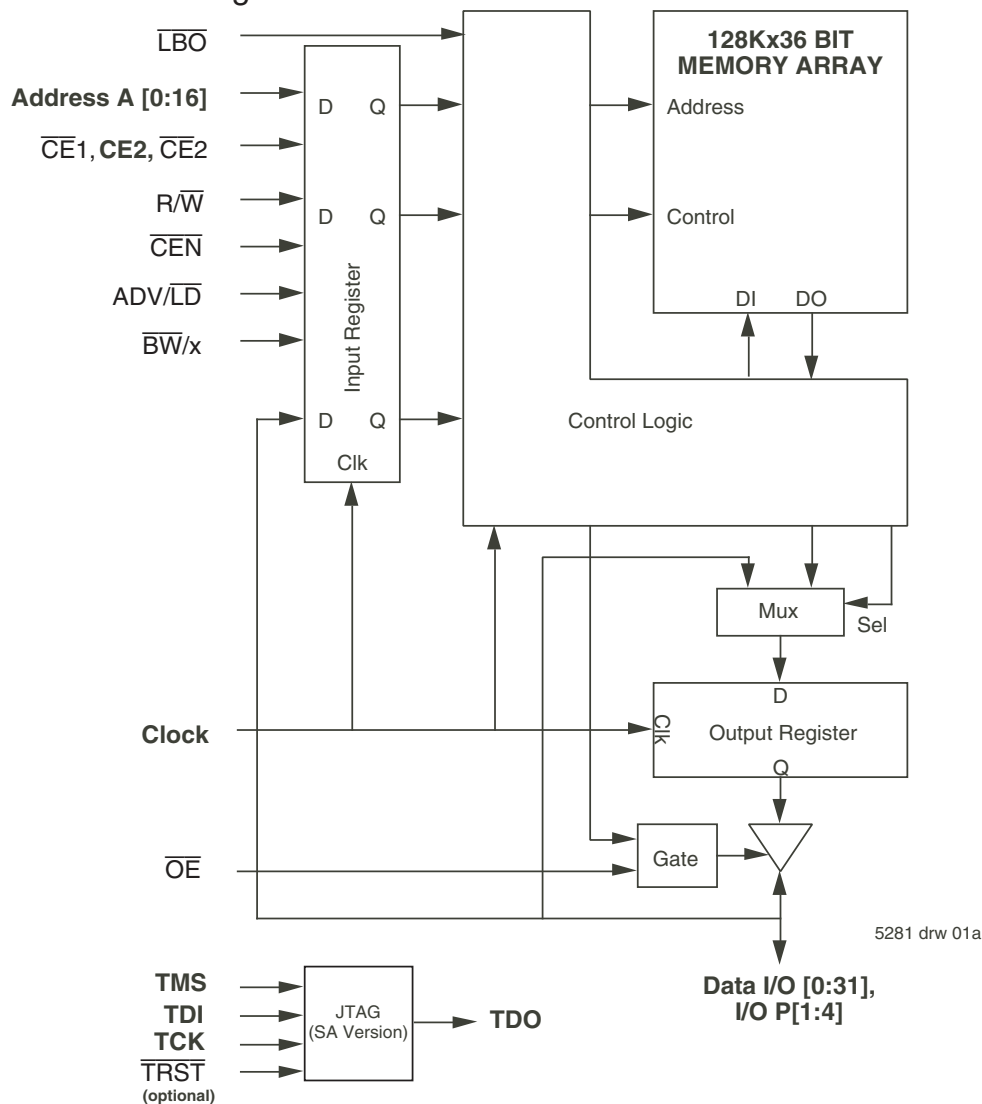 LBO
128Kx36 BIT
MEMORY ARRAY
Address A [0:16]
D Q
Address
CE1, CE2, CE2
R/W
D Q
Control
CEN
Input Register
ADV/LD
DI DO
BW/x
D Q
Control Logic
Clk
Mux
Sel
D
Clock
Clk
Output Register
Q
OE
Gate
5281 drw 01a
TMS
TDI
TCK
TRST
(optional)
JTAG
(SA Version)
TDO
Data I/O [0:31],
I/O P[1:4]